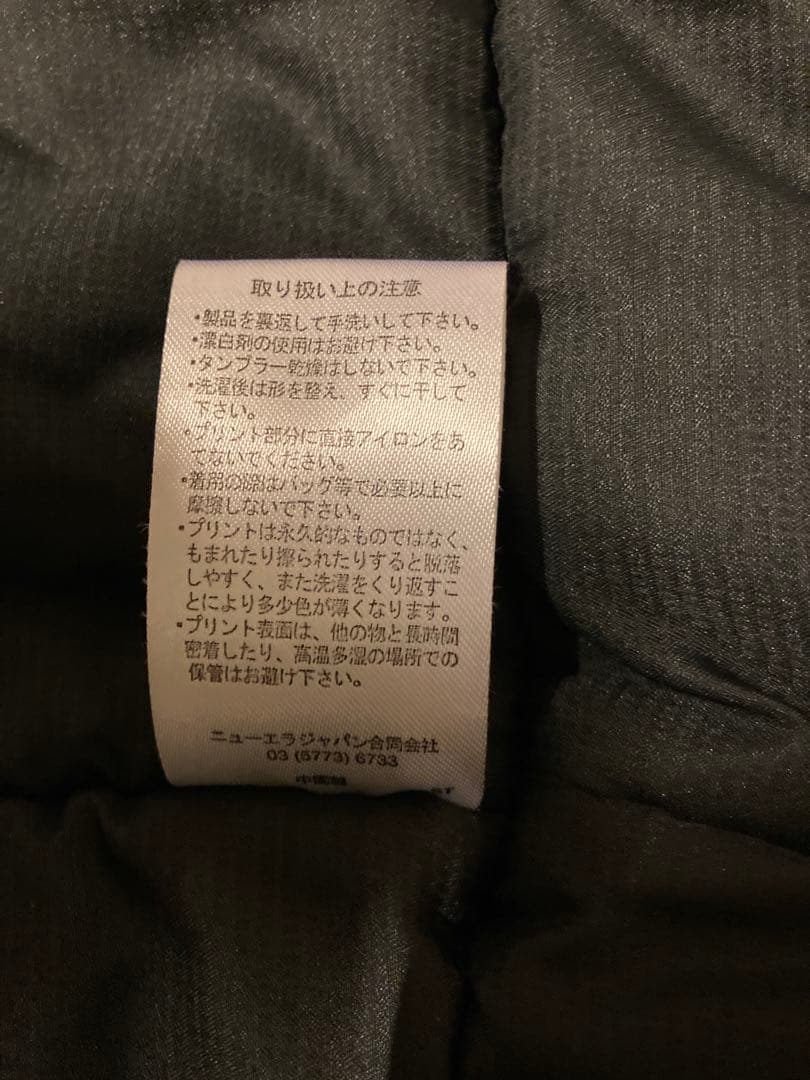 取り扱い上の注意
・製品を裏返して手洗いして下さい。
・漂白剤の使用はお避け下さい。
・タンブラー乾燥はしないで下さい。
・洗濯後は形を整え、すぐに干して
下さい。
・プリント部分に直接アイロンをあ
てないでください。
・着用の際はバッグ等で必要以上に
摩擦しないで下さい。
・プリントは永久的なものではなく、
もまれたり擦られたりすると脱落
しやすく、また洗濯をくり返すこ
とにより多少色が薄くなります。
・プリント表面は、他の物と長時間
密着したり、高温多湿の場所での
保管はお避け下さい。
ニューエラジャパン合同会社
03 (5773) 6733
中国製